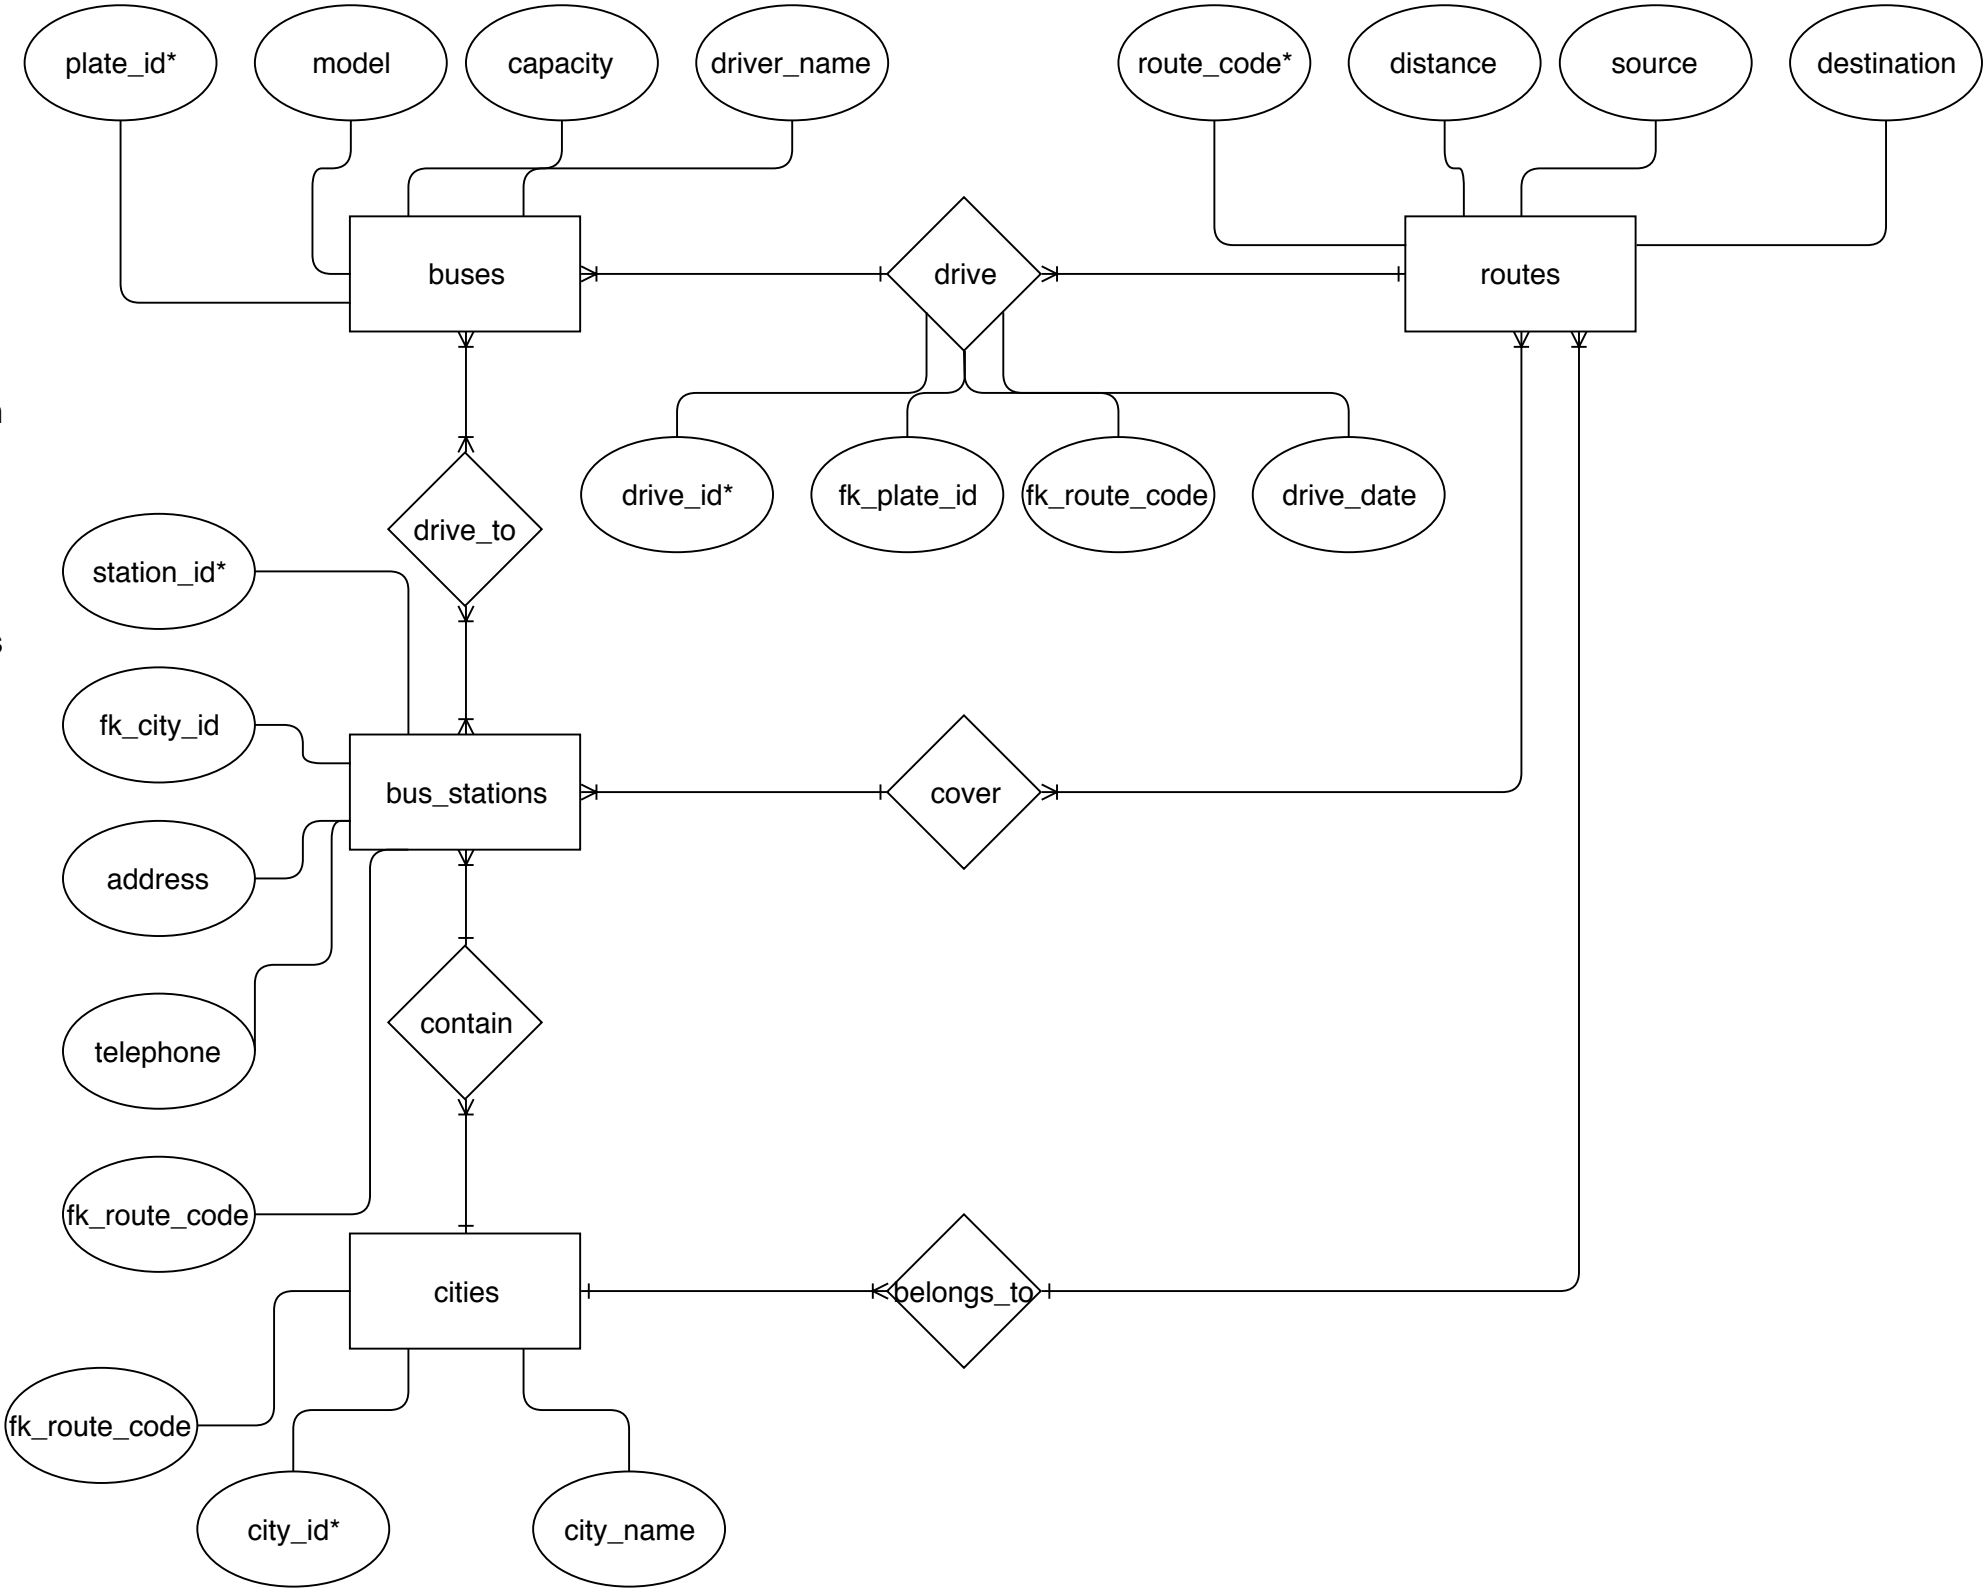 plate_id*
model
capacity
driver_name
route_code*
distance
source
destination
buses
drive
routes
drive_id*
fk_plate_id
fk_route_code
drive_date
drive_to
station_id*
fk_city_id
bus_stations
cover
address
contain
telephone
fk_route_code
cities
belongs_to
fk_route_code
city_id*
city_name